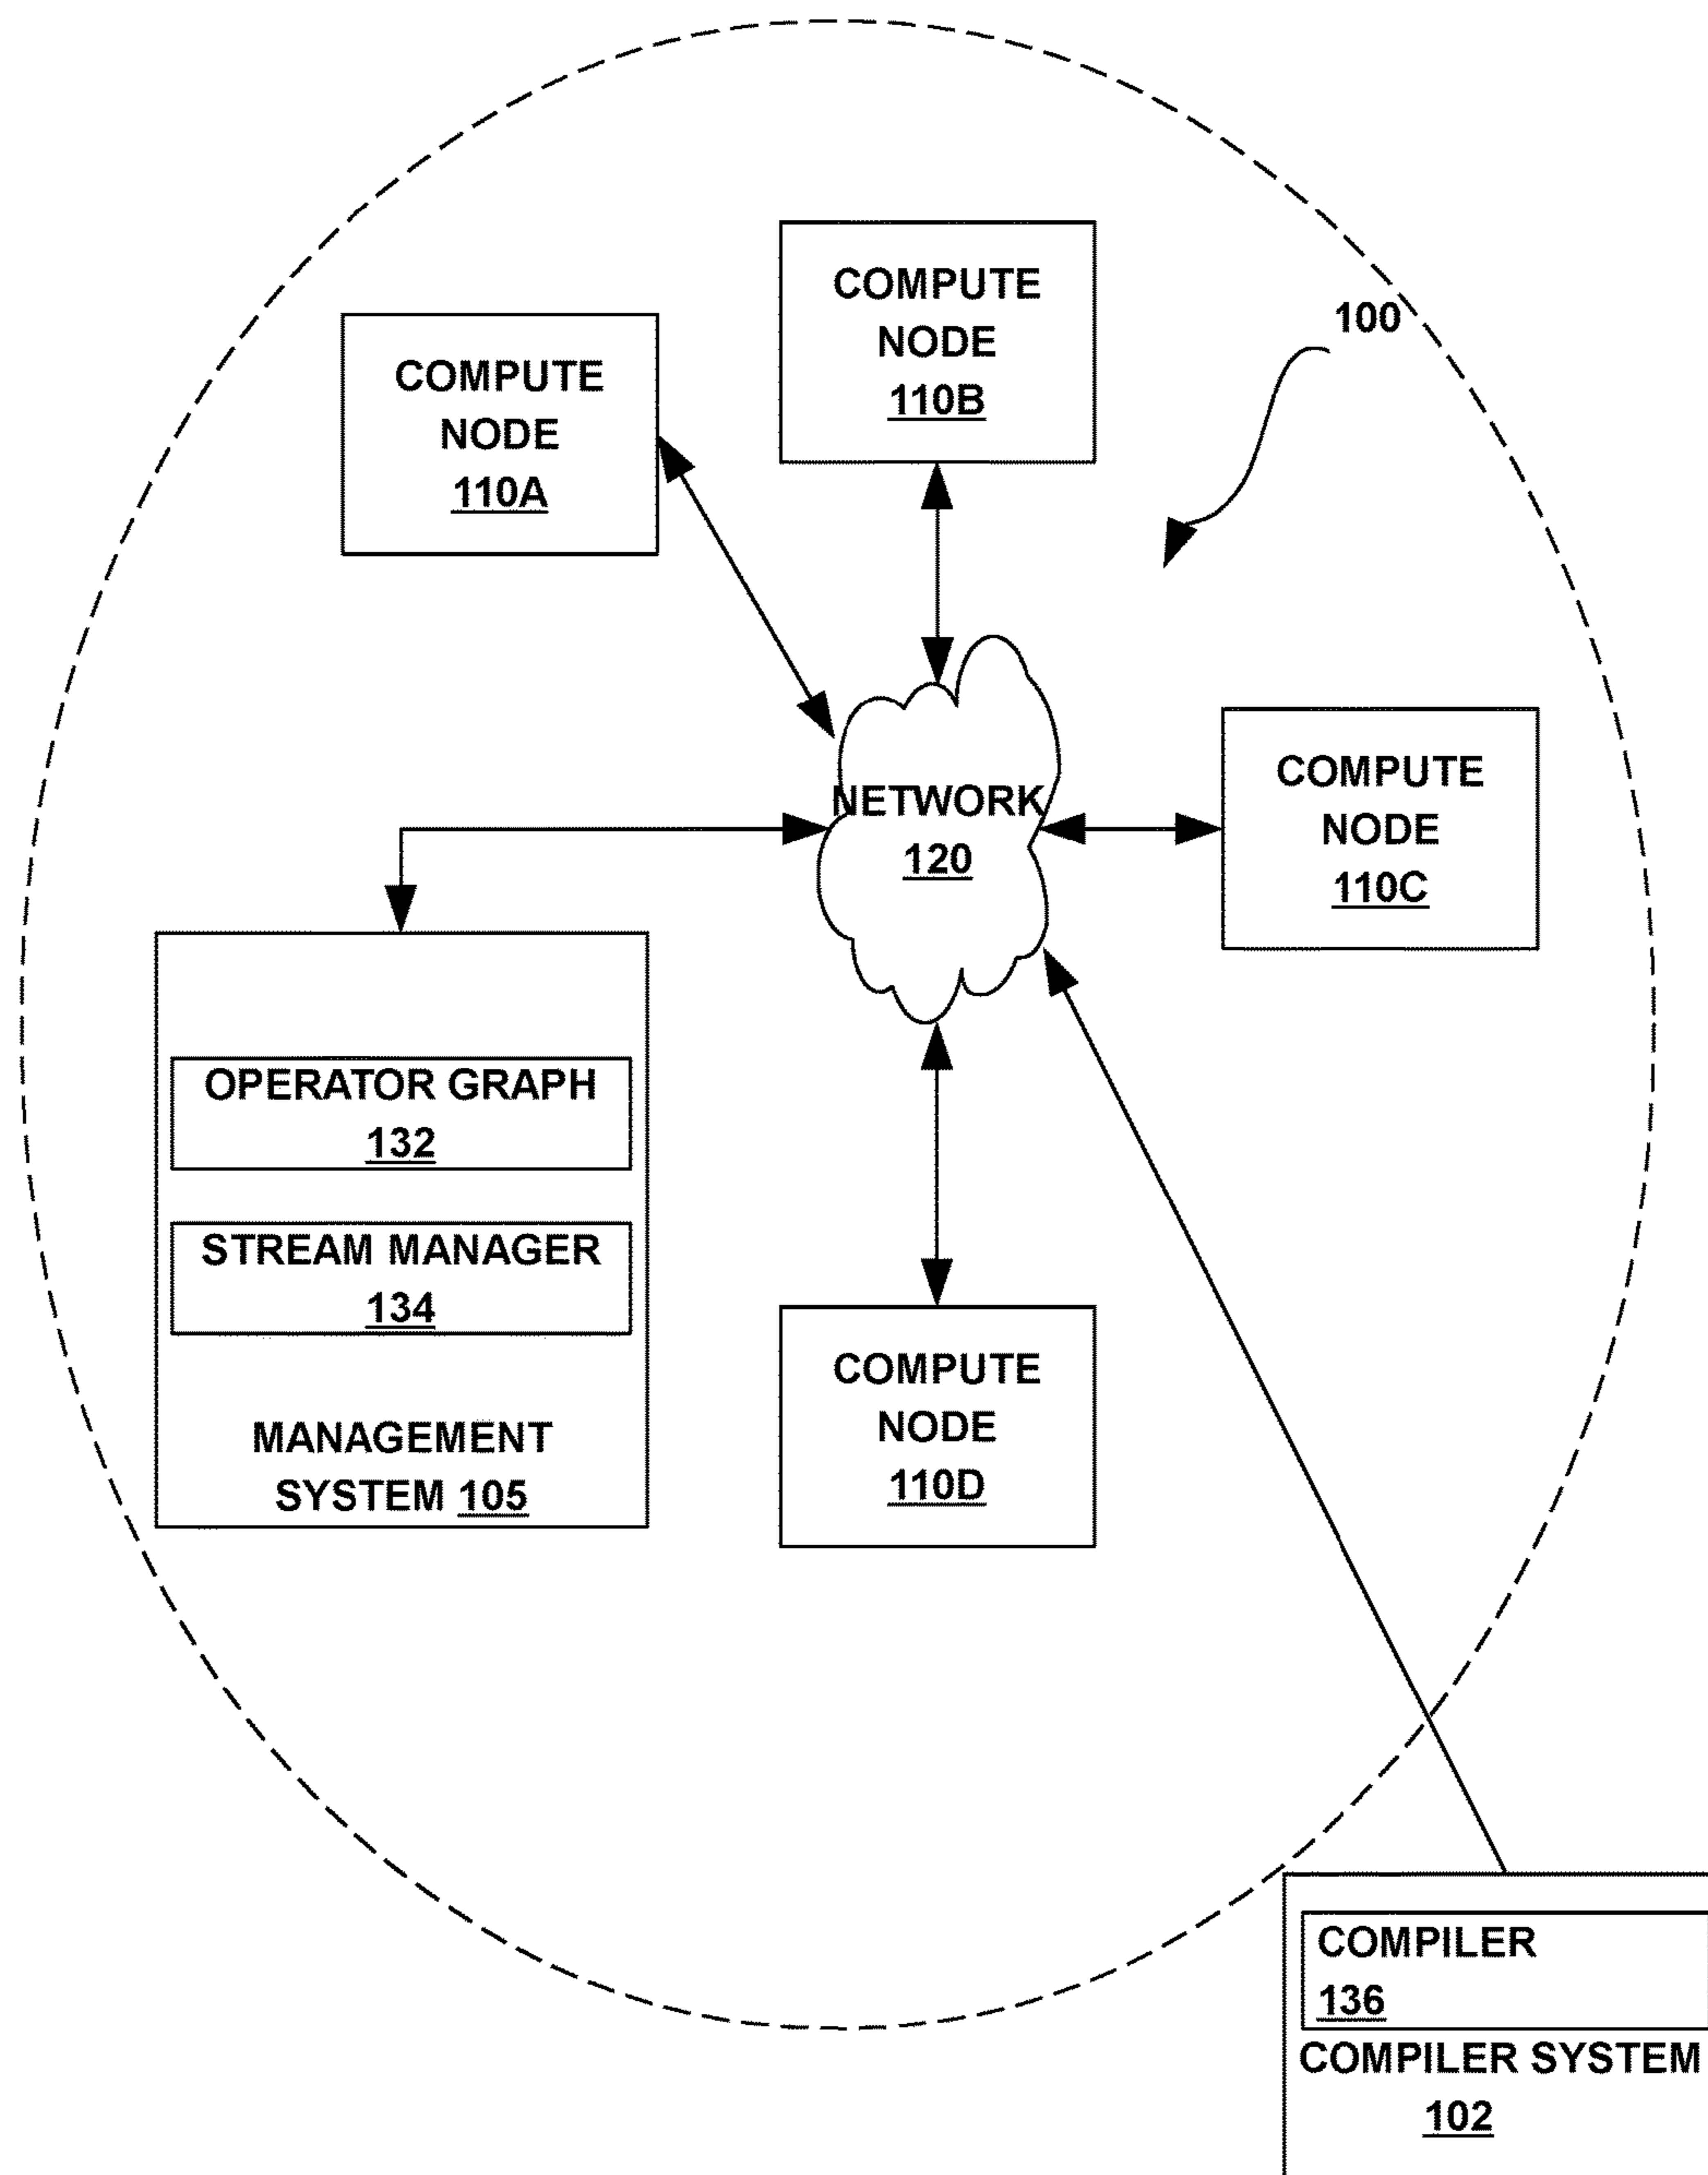 COMPUTE
NODE
110B
100
COMPUTE
NODE
110A
COMPUTE
NODE
110C
NETWORK
120
OPERATOR GRAPH
132
STREAM MANAGER
134
MANAGEMENT
SYSTEM 105
COMPUTE
NODE
110D
COMPILER
136
COMPILER SYSTEM
102